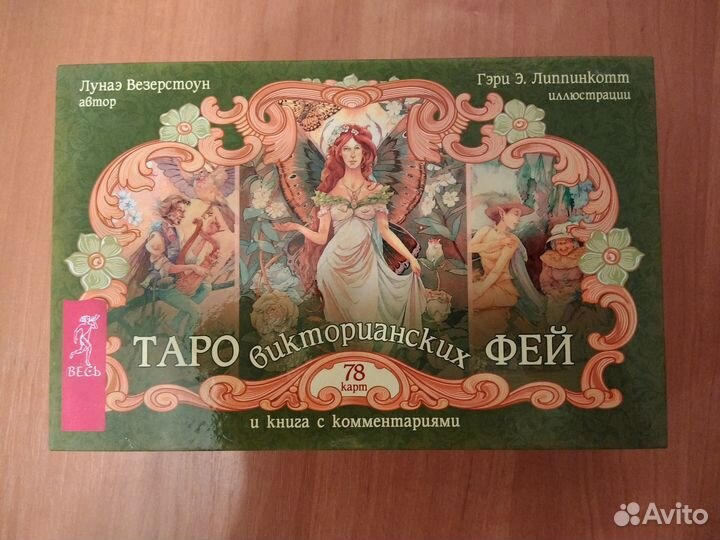 Лунаэ Везерстоун
автор
Гэри Э. Липпинкотт
иллюстрации
ТАРО викторианских ФЕЙ
78
карт
и книга с комментариями
ВЕСЬ
Avito